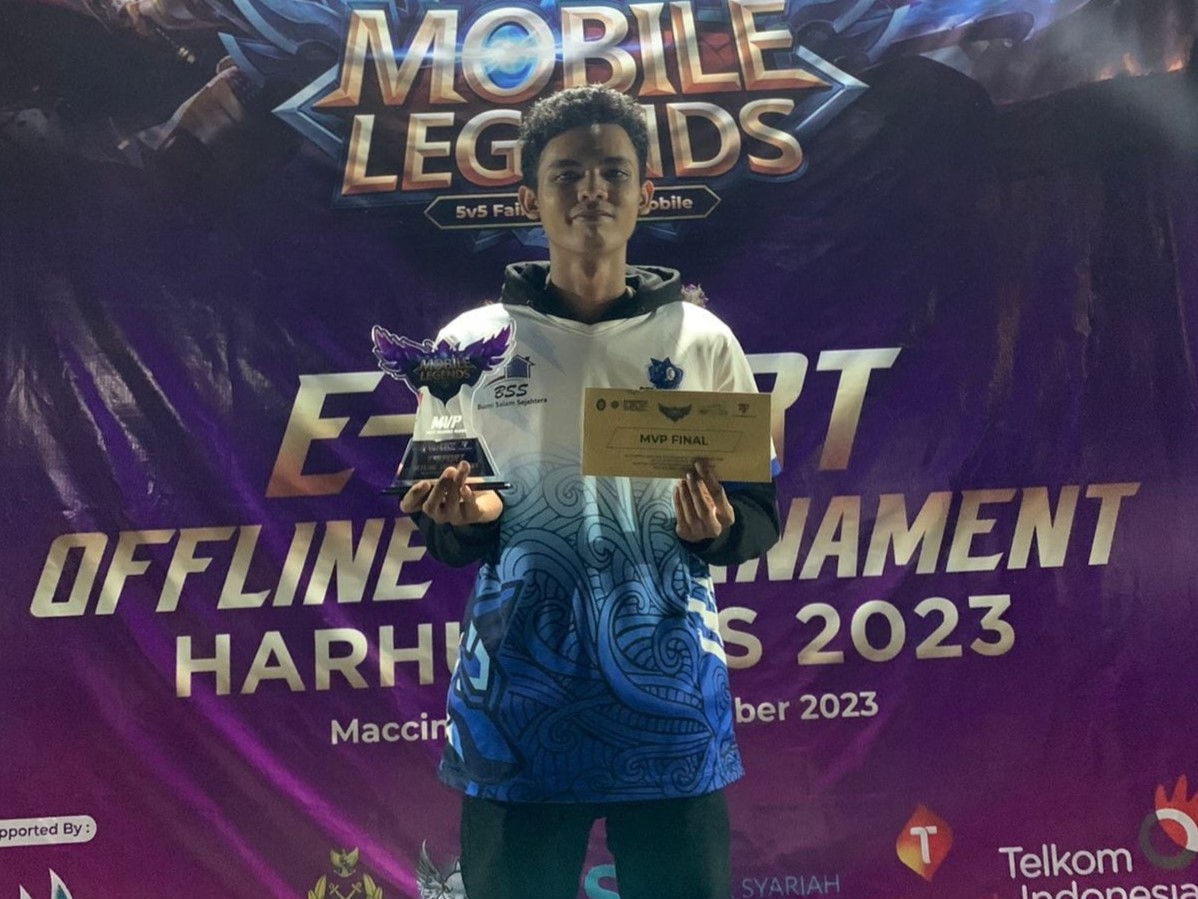 MOBILE
LEGENDS
5v5 Fai obile
E- RT
OFFLINE NAMENT
HARHU S 2023
Maccin ber 2023
MOBILE
LEGENDS
MVP
BSS
Bumi Salam Sejahtera
MVP FINAL
pported By :
T
SYARIAH
Telkom
Indonesia